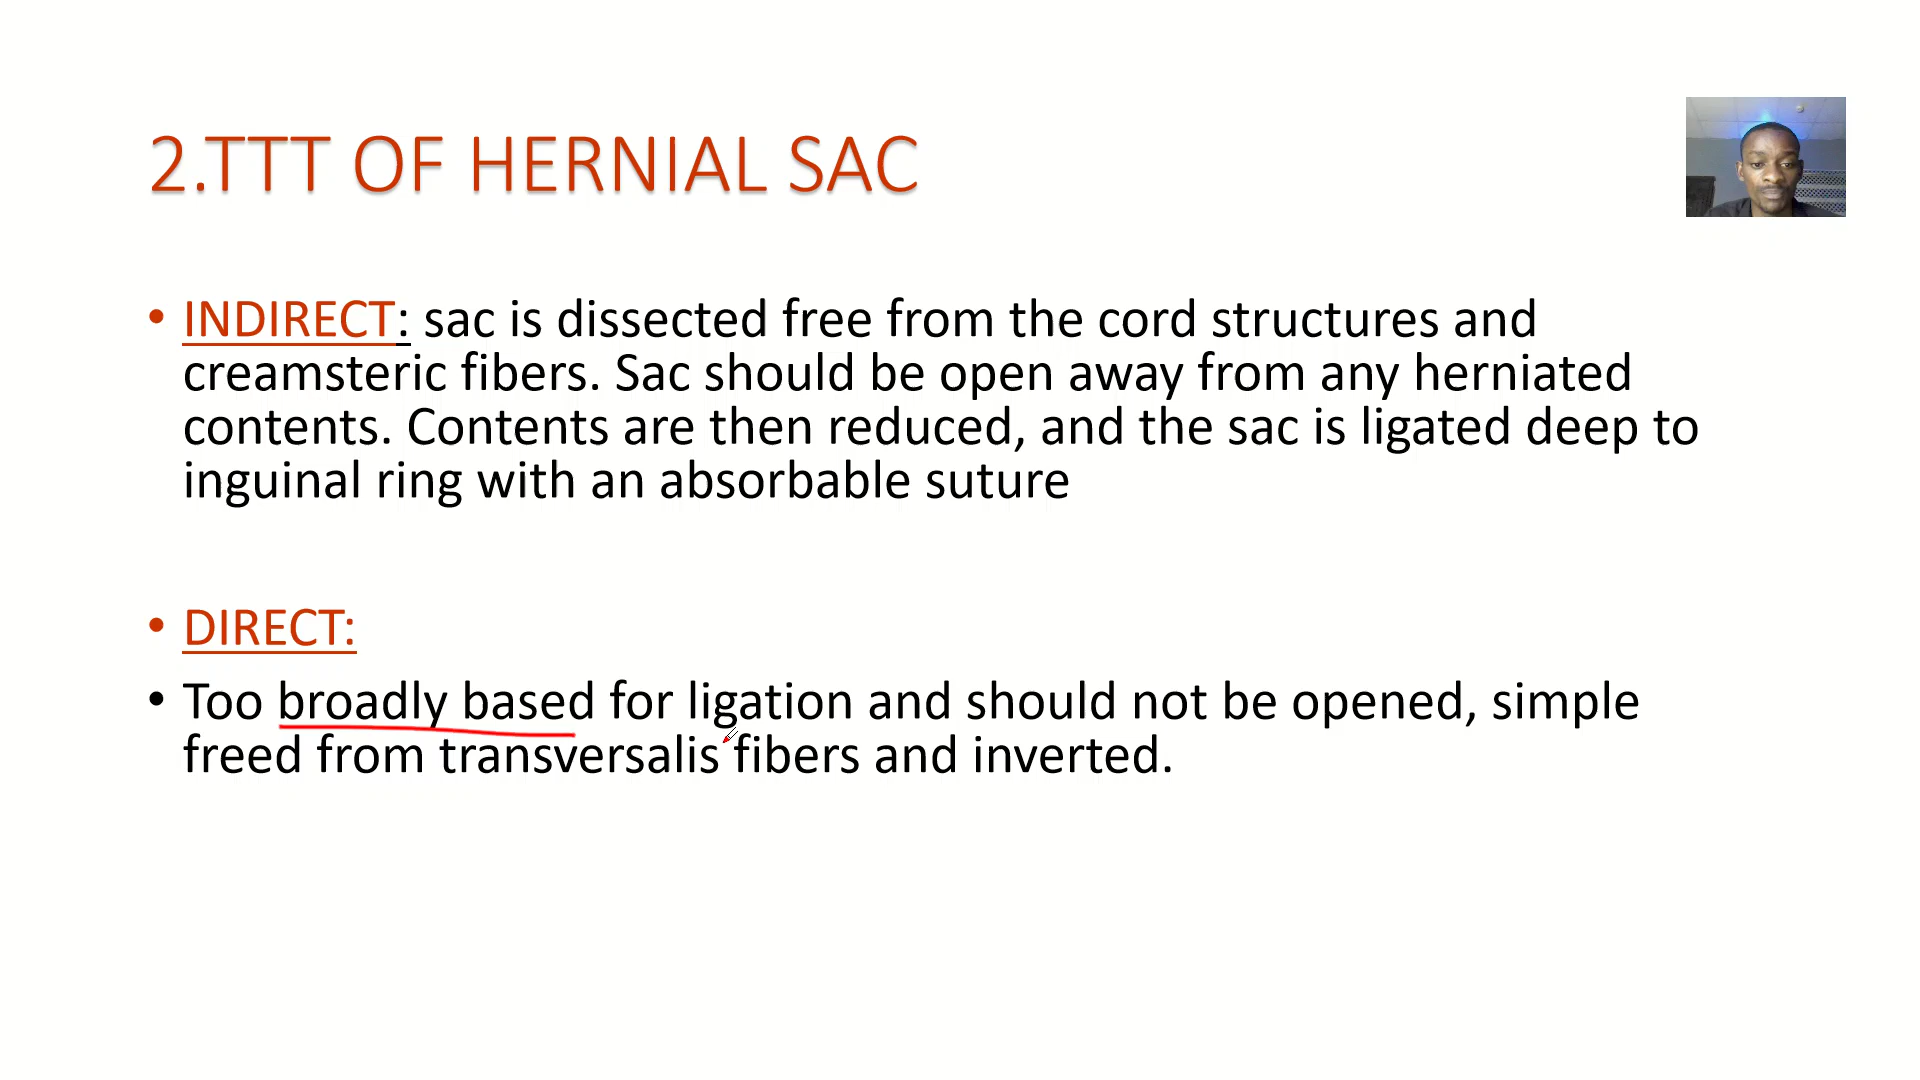 2.TTT OF HERNIAL SAC
• INDIRECT: sac is dissected free from the cord structures and
creamsteric fibers. Sac should be open away from any herniated
contents. Contents are then reduced, and the sac is ligated deep to
inguinal ring with an absorbable suture
• DIRECT:
• Too broadly based for ligation and should not be opened, simple
freed from transversalis fibers and inverted.